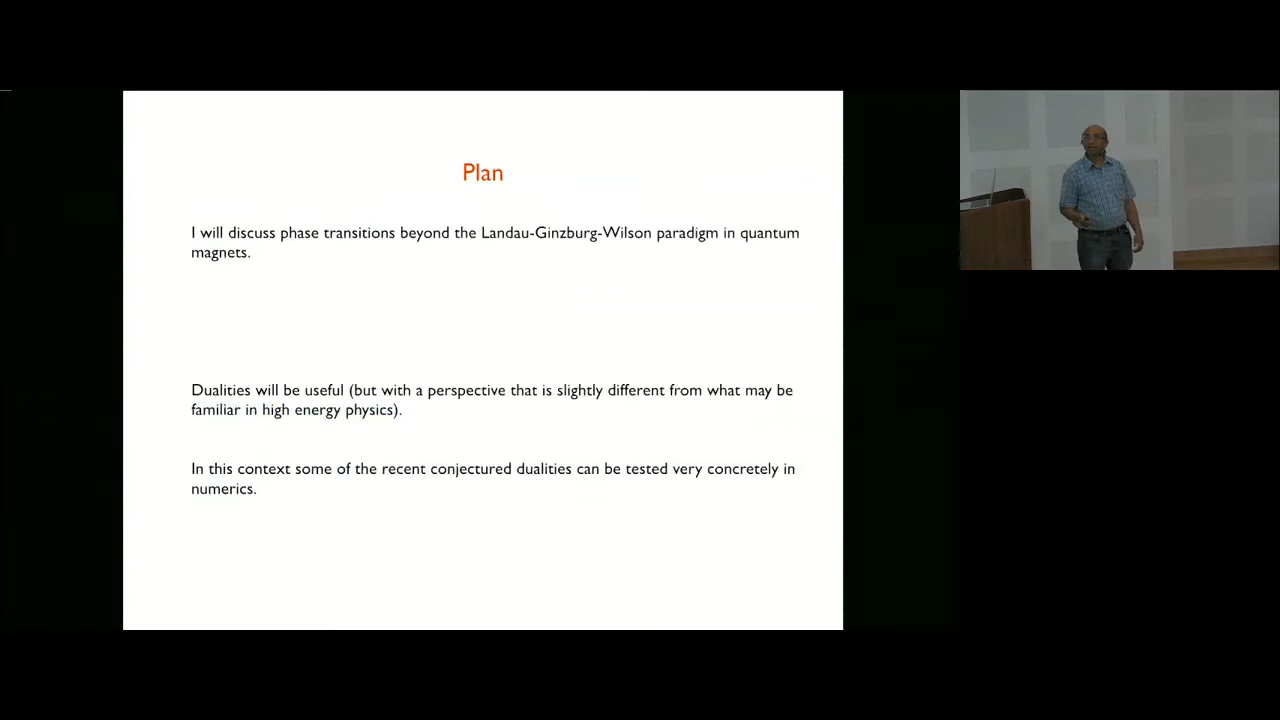 Plan
I will discuss phase transitions beyond the Landau-Ginzburg-Wilson paradigm in quantum
magnets.
Dualities will be useful (but with a perspective that is slightly different from what may be
familiar in high energy physics).
In this context some of the recent conjectured dualities can be tested very concretely in
numerics.